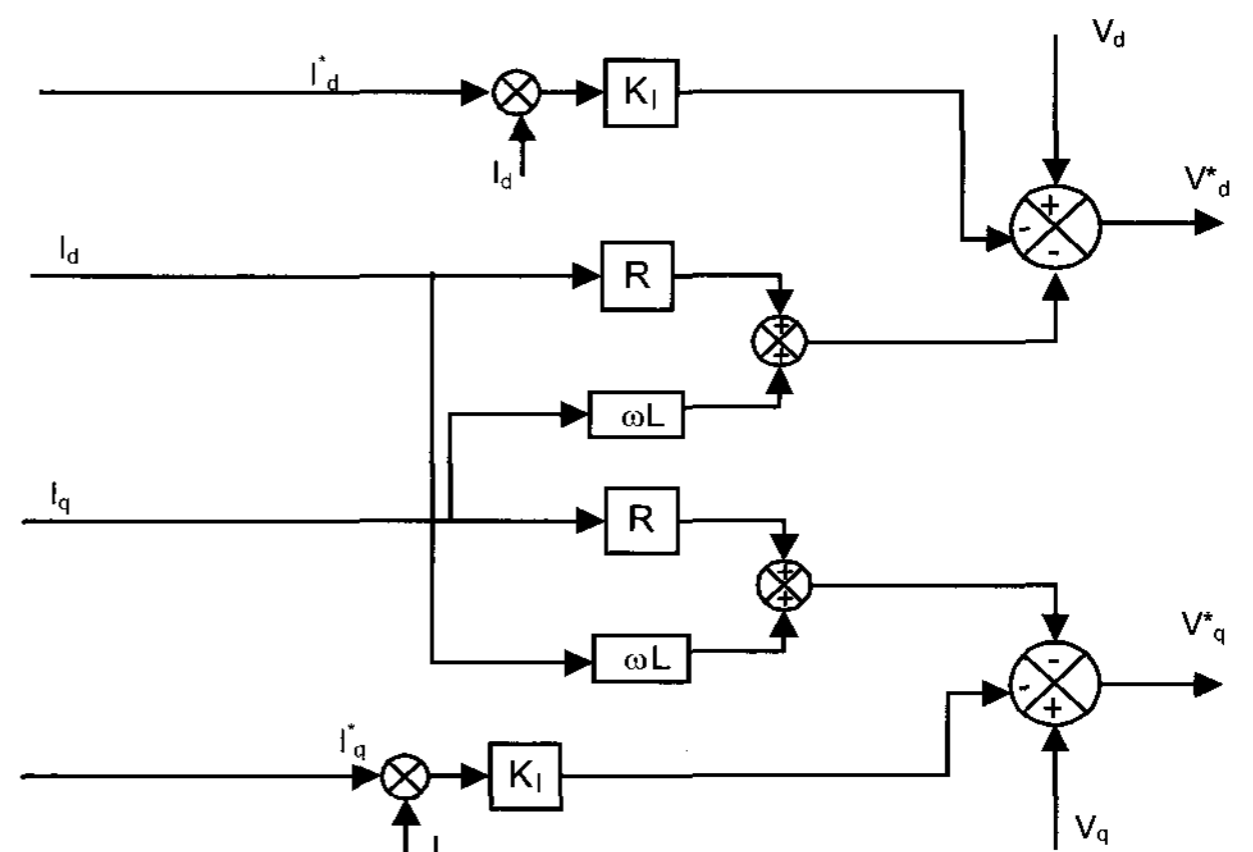 V_d
I*_d
K_I
I_d
V*_d
I_d
R
+
-
-
+
+
ωL
I_q
R
+
+
V*_q
ωL
-
-
+
I*_q
K_I
V_q